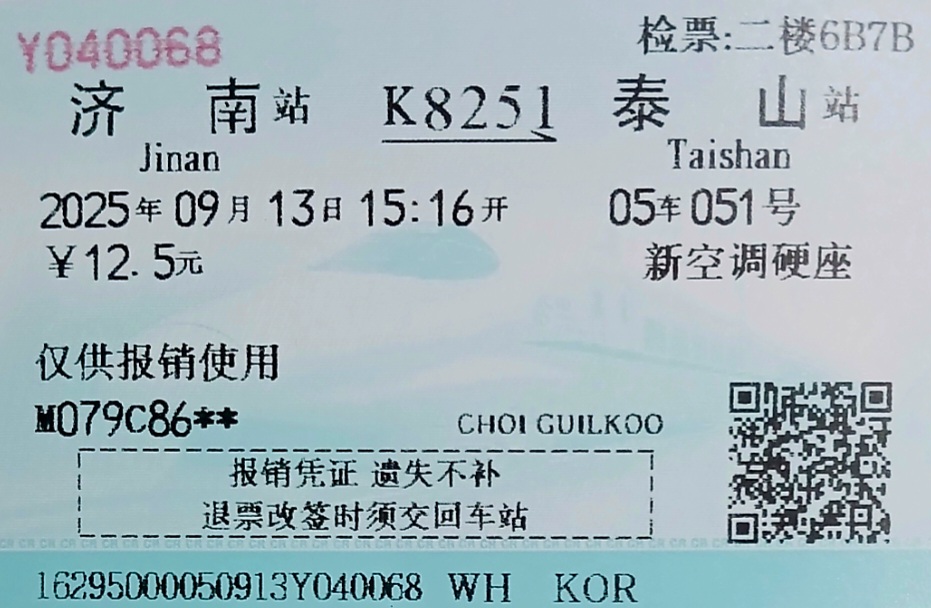 Y040068
检票:二楼6B7B
济南站 K8251 泰山站
Jinan Taishan
2025年09月13日15:16开 05车051号
¥12.5元 新空调硬座
仅供报销使用
M079C86** CHOI GUILKOO
报销凭证 遗失不补
退票改签时须交回车站
16295000050913Y040068 WH KOR